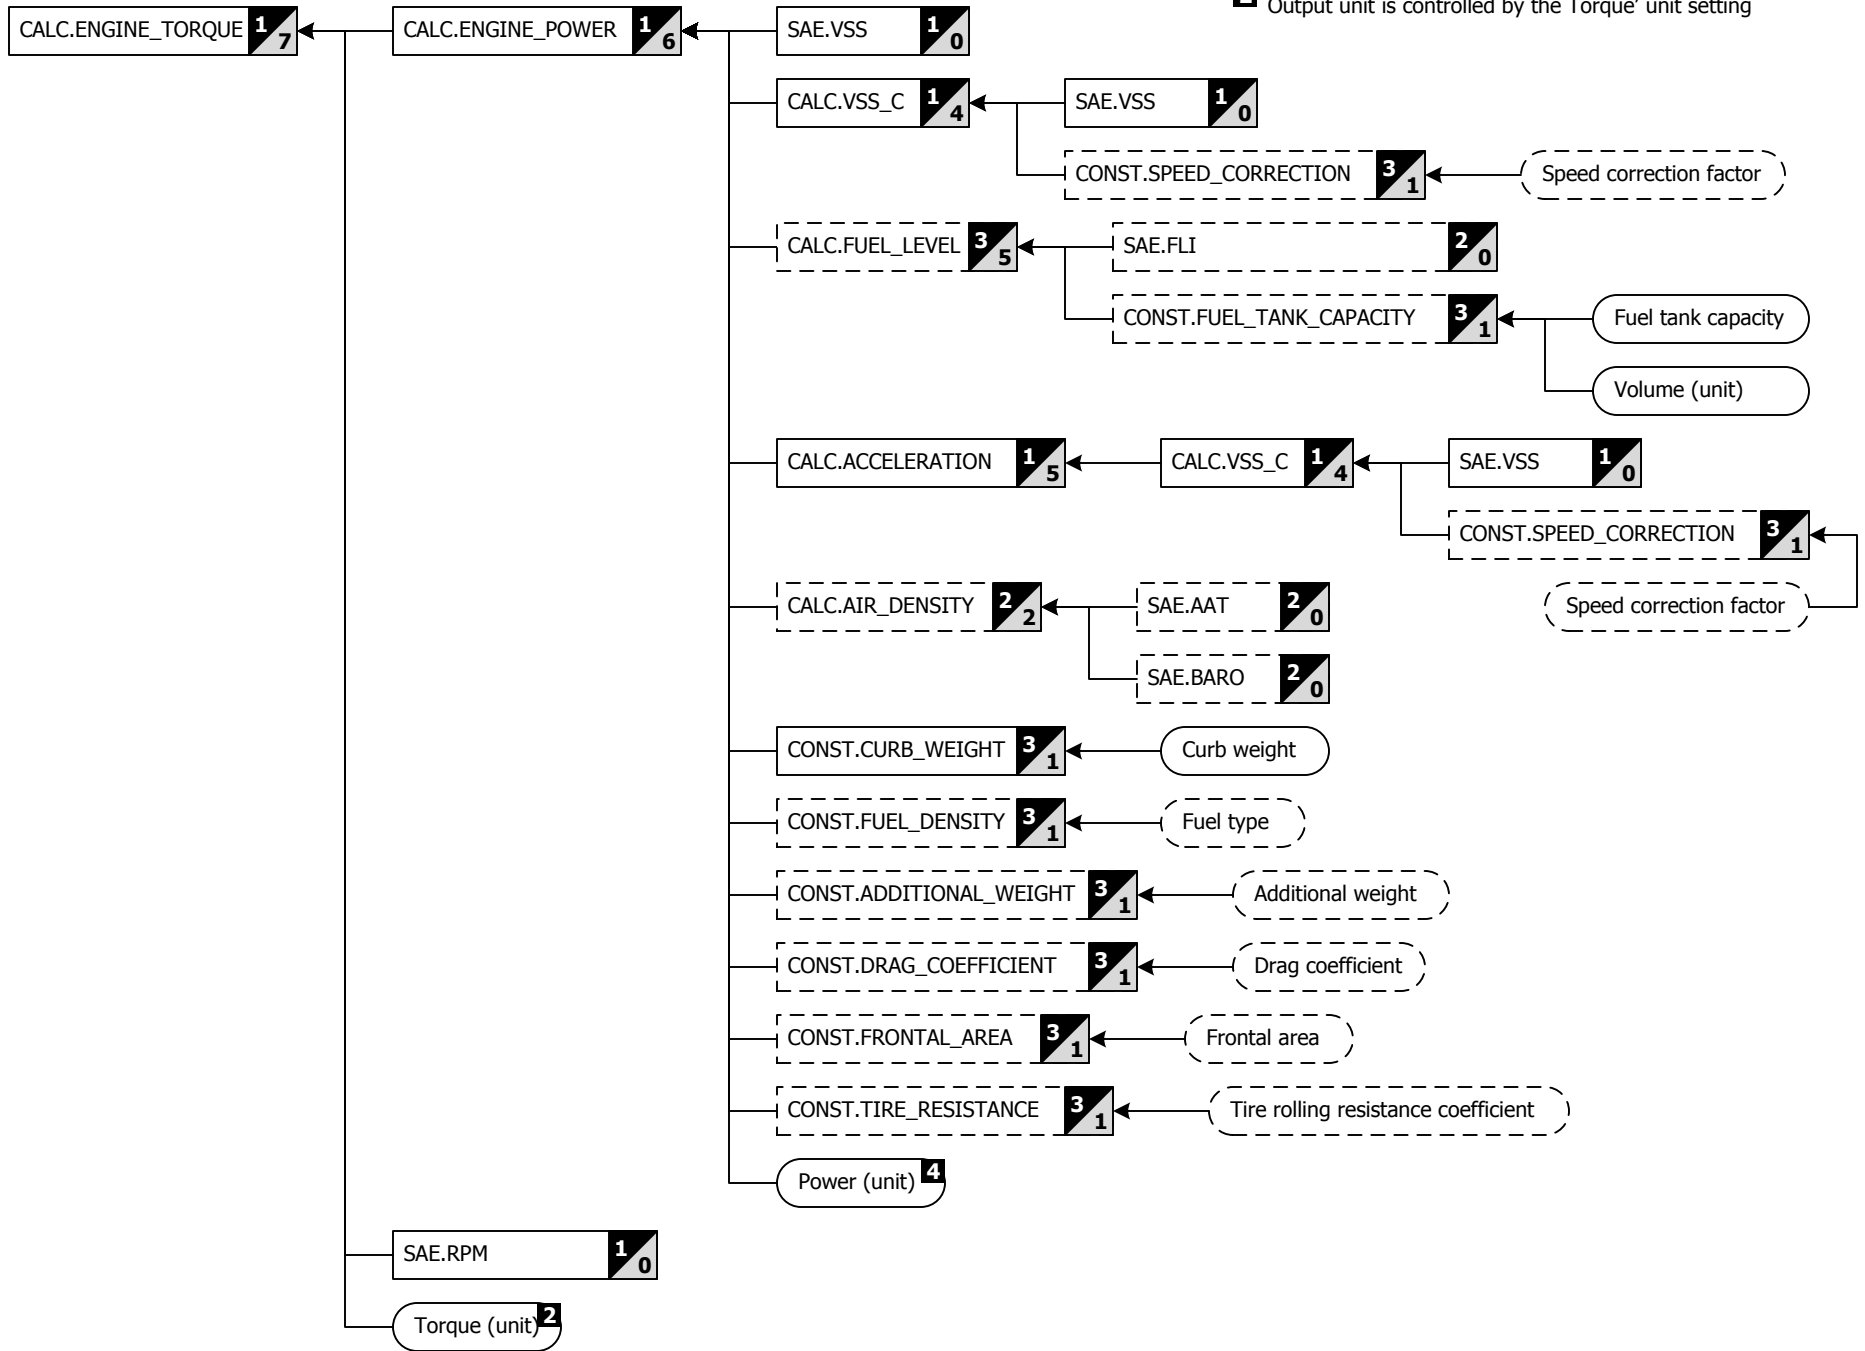 Output unit is controlled by the 'Torque' unit setting
CALC.ENGINE_TORQUE 1 7
CALC.ENGINE_POWER 1 6
SAE.VSS 1 0
CALC.VSS_C 1 4
SAE.VSS 1 0
CONST.SPEED_CORRECTION 3 1
Speed correction factor
CALC.FUEL_LEVEL 3 5
SAE.FLI 2 0
CONST.FUEL_TANK_CAPACITY 3 1
Fuel tank capacity
Volume (unit)
CALC.ACCELERATION 1 5
CALC.VSS_C 1 4
SAE.VSS 1 0
CONST.SPEED_CORRECTION 3 1
CALC.AIR_DENSITY 2 2
SAE.AAT 2 0
Speed correction factor
SAE.BARO 2 0
CONST.CURB_WEIGHT 3 1
Curb weight
CONST.FUEL_DENSITY 3 1
Fuel type
CONST.ADDITIONAL_WEIGHT 3 1
Additional weight
CONST.DRAG_COEFFICIENT 3 1
Drag coefficient
CONST.FRONTAL_AREA 3 1
Frontal area
CONST.TIRE_RESISTANCE 3 1
Tire rolling resistance coefficient
Power (unit) 4
SAE.RPM 1 0
Torque (unit) 2